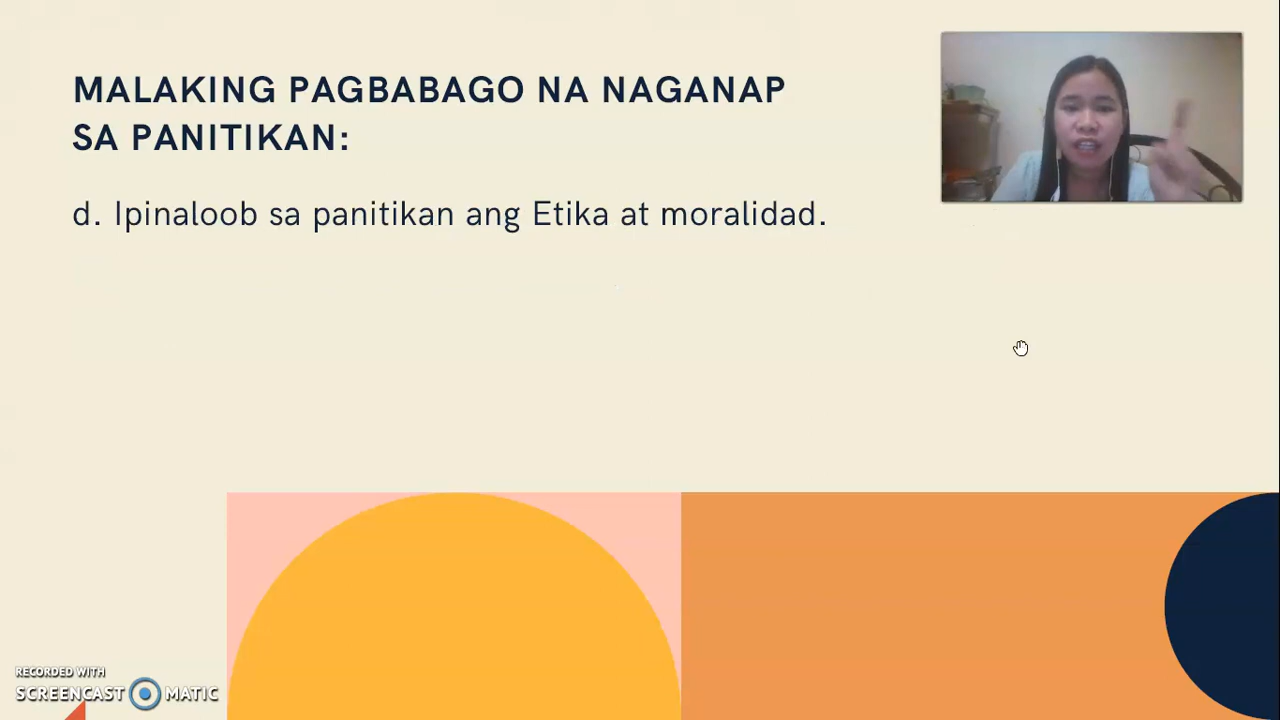 MALAKING PAGBABAGO NA NAGANAP
SA PANITIKAN:
d. Ipinaloob sa panitikan ang Etika at moralidad.
RECORDED WITH
SCREENCAST MATIC